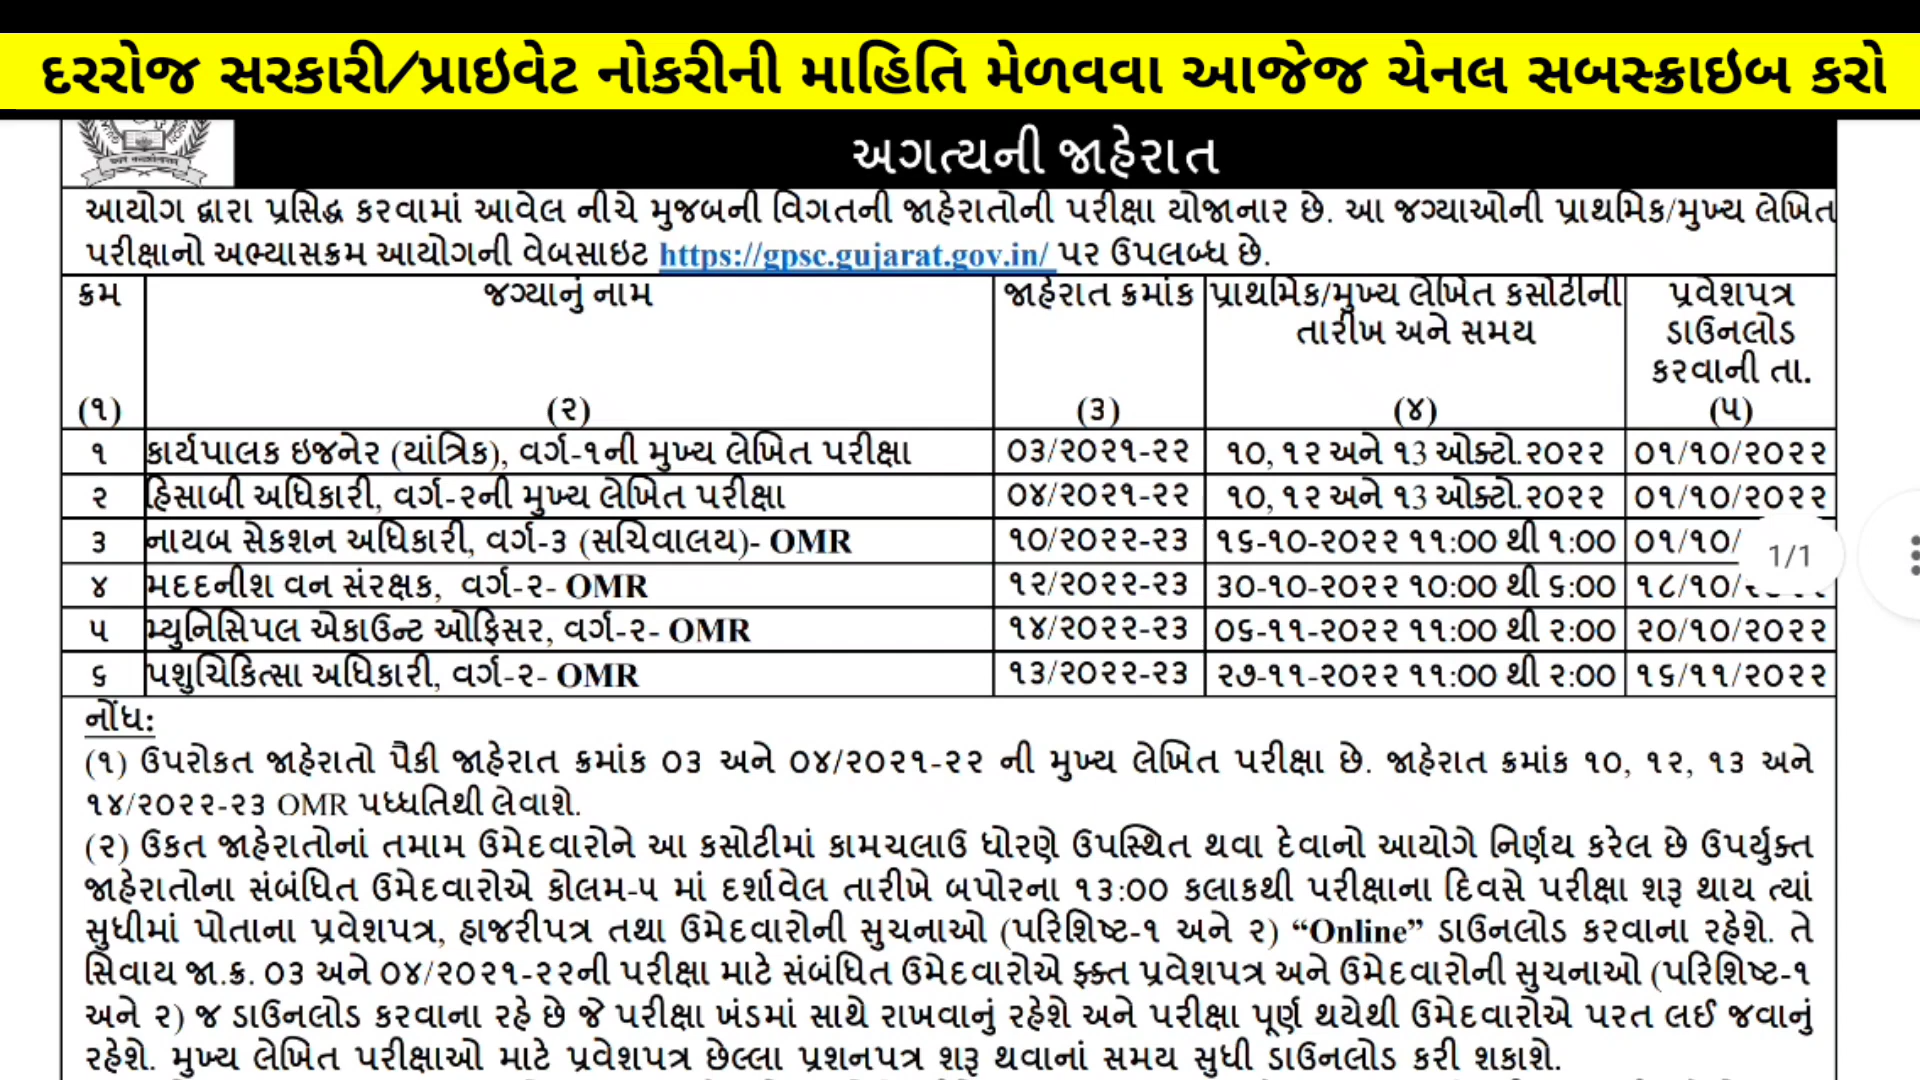 દરરોજ સરકારી/પ્રાઇવેટ નોકરીની માહિતિ મેળવવા આજેજ ચેનલ સબસ્ક્રાઇબ કરો
અગત્યની જાહેરાત
આયોગ દ્વારા પ્રસિદ્ધ કરવામાં આવેલ નીચે મુજબની વિગતની જાહેરાતોની પરીક્ષા યોજાનાર છે. આ જગ્યાઓની પ્રાથમિક/મુખ્ય લેખિત
પરીક્ષાનો અભ્યાસક્રમ આયોગની વેબસાઇટ https://gpsc.gujarat.gov.in/ પર ઉપલબ્ધ છે.
ક્રમ જગ્યાનું નામ જાહેરાત ક્રમાંક પ્રાથમિક/મુખ્ય લેખિત કસોટીની પ્રવેશપત્ર
તારીખ અને સમય ડાઉનલોડ
કરવાની તા.
(૧) (૨) (૩) (૪) (૫)
૧ કાર્યપાલક ઇજનેર (યાંત્રિક), વર્ગ-૧ની મુખ્ય લેખિત પરીક્ષા ૦૩/૨૦૨૧-૨૨ ૧૦, ૧૨ અને ૧3 ઓક્ટો.૨૦૨૨ ૦૧/૧૦/૨૦૨૨
૨ હિસાબી અધિકારી, વર્ગ-૨ની મુખ્ય લેખિત પરીક્ષા ૦૪/૨૦૨૧-૨૨ ૧૦, ૧૨ અને ૧3 ઓક્ટો.૨૦૨૨ ૦૧/૧૦/૨૦૨૨
૩ નાયબ સેકશન અધિકારી, વર્ગ-૩ (સચિવાલય)- OMR ૧૦/૨૦૨૨-૨૩ ૧૬-૧૦-૨૦૨૨ ૧૧:૦૦ થી ૧:૦૦ ૦૧/૧૦/
1/1
૪ મદદનીશ વન સંરક્ષક, વર્ગ-૨- OMR ૧૨/૨૦૨૨-૨૩ ૩૦-૧૦-૨૦૨૨ ૧૦:૦૦ થી ૬:૦૦ ૧૮/૧૦/
૫ મ્યુનિસિપલ એકાઉન્ટ ઓફિસર, વર્ગ-૨- OMR ૧૪/૨૦૨૨-૨૩ ૦૬-૧૧-૨૦૨૨ ૧૧:૦૦ થી ૨:૦૦ ૨૦/૧૦/૨૦૨૨
૬ પશુચિકિત્સા અધિકારી, વર્ગ-૨- OMR ૧૩/૨૦૨૨-૨૩ ૨૭-૧૧-૨૦૨૨ ૧૧:૦૦ થી ૨:૦૦ ૧૬/૧૧/૨૦૨૨
નોંધ:
(૧) ઉપરોકત જાહેરાતો પૈકી જાહેરાત ક્રમાંક ૦૩ અને ૦૪/૨૦૨૧-૨૨ ની મુખ્ય લેખિત પરીક્ષા છે. જાહેરાત ક્રમાંક ૧૦, ૧૨, ૧૩ અને
૧૪/૨૦૨૨-૨૩ OMR પધ્ધતિથી લેવાશે.
(૨) ઉકત જાહેરાતોનાં તમામ ઉમેદવારોને આ કસોટીમાં કામચલાઉ ધોરણે ઉપસ્થિત થવા દેવાનો આયોગે નિર્ણય કરેલ છે ઉપર્યુક્ત
જાહેરાતોના સંબંધિત ઉમેદવારોએ કોલમ-૫ માં દર્શાવેલ તારીખે બપોરના ૧૩:૦૦ કલાકથી પરીક્ષાના દિવસે પરીક્ષા શરૂ થાય ત્યાં
સુધીમાં પોતાના પ્રવેશપત્ર, હાજરીપત્ર તથા ઉમેદવારોની સુચનાઓ (પરિશિષ્ટ-૧ અને ૨) “Online” ડાઉનલોડ કરવાના રહેશે. તે
સિવાય જા.ક્ર. ૦૩ અને ૦૪/૨૦૨૧-૨૨ની પરીક્ષા માટે સંબંધિત ઉમેદવારોએ ફ્ક્ત પ્રવેશપત્ર અને ઉમેદવારોની સુચનાઓ (પરિશિષ્ટ-૧
અને ૨) જ ડાઉનલોડ કરવાના રહે છે જે પરીક્ષા ખંડમાં સાથે રાખવાનું રહેશે અને પરીક્ષા પૂર્ણ થયેથી ઉમેદવારોએ પરત લઈ જવાનું
રહેશે. મુખ્ય લેખિત પરીક્ષાઓ માટે પ્રવેશપત્ર છેલ્લા પ્રશનપત્ર શરૂ થવાનાં સમય સુધી ડાઉનલોડ કરી શકાશે.